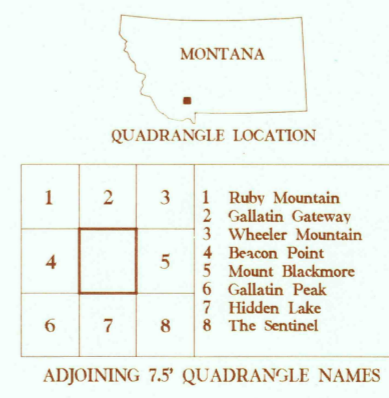 MONTANA
QUADRANGLE LOCATION
1 2 3
4 5
6 7 8
1 Ruby Mountain
2 Gallatin Gateway
3 Wheeler Mountain
4 Beacon Point
5 Mount Blackmore
6 Gallatin Peak
7 Hidden Lake
8 The Sentinel
ADJOINING 7.5' QUADRANGLE NAMES